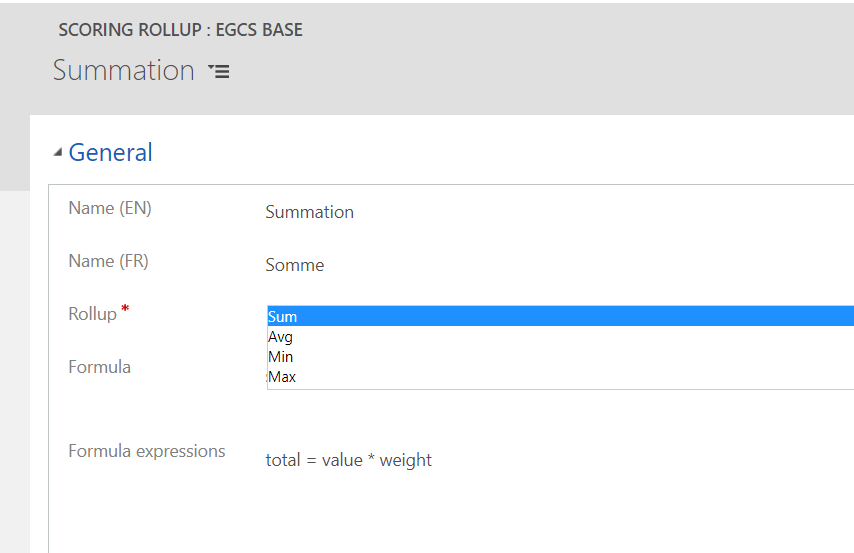 SCORING ROLLUP : EGCS BASE
Summation
General
Name (EN)
Summation
Name (FR)
Somme
Rollup *
Sum
Avg
Min
Max
Formula
Formula expressions
total = value * weight